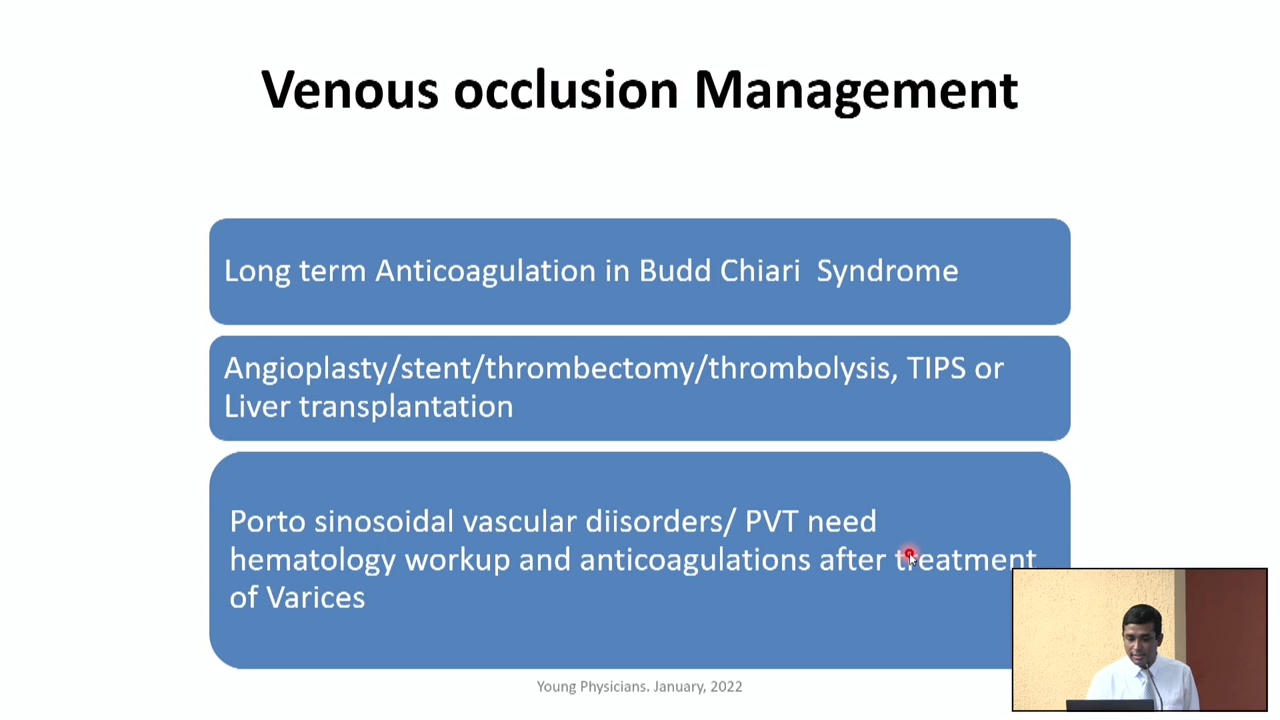 Venous occlusion Management
Long term Anticoagulation in Budd Chiari  Syndrome
Angioplasty/stent/thrombectomy/thrombolysis, TIPS or
Liver transplantation
Porto sinosoidal vascular diisorders/ PVT need
hematology workup and anticoagulations after treatment
of Varices
Young Physicians. January, 2022